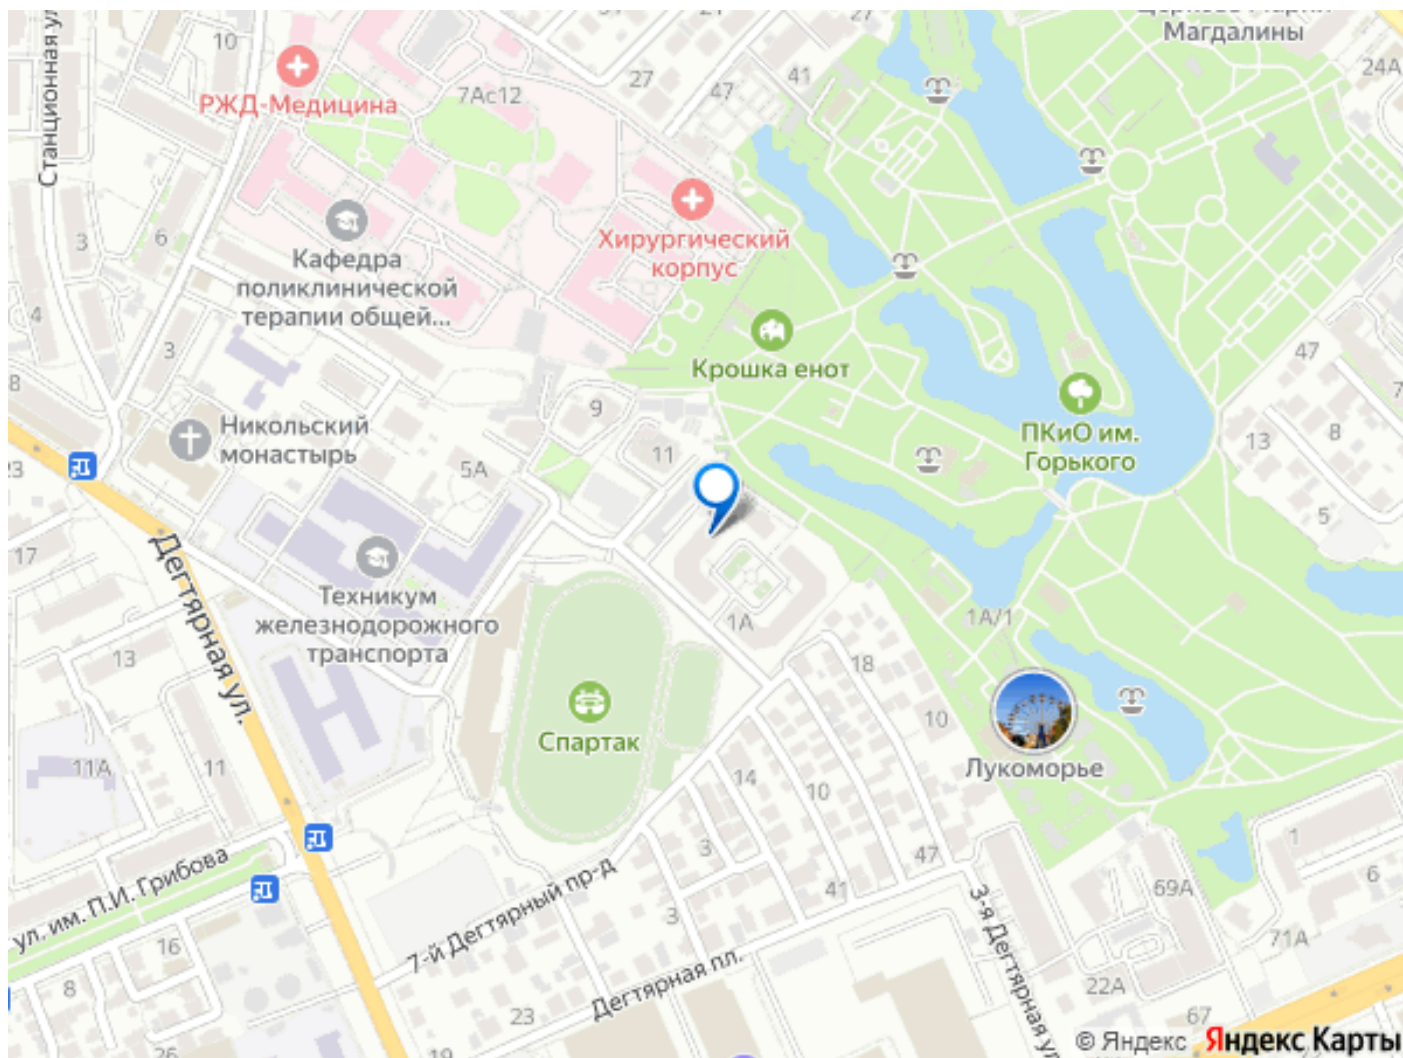 Магдалины
Станционная ул
10
27
27
24А
41
47
7Ас12
РЖД-Медицина
3
6
Хирургический
корпус
Кафедра
поликлинической
терапии общей...
4
3
Крошка енот
47
8
7
9
ПКиО им.
Горького
13
8
Никольский
монастырь
11
5А
23
5
17
Дегтярная ул.
Техникум
железнодорожного
транспорта
1А
1А/1
13
18
10
Спартак
Лукоморье
11А
11
14
10
1
3
47
6
ул. им. П.И. Грибова
41
69А
7-й Дегтярный пр-д
3
3-я Дегтярная ул
16
71А
Дегтярная пл.
8
22А
23
67
26
19
© Яндекс Яндекс Карты